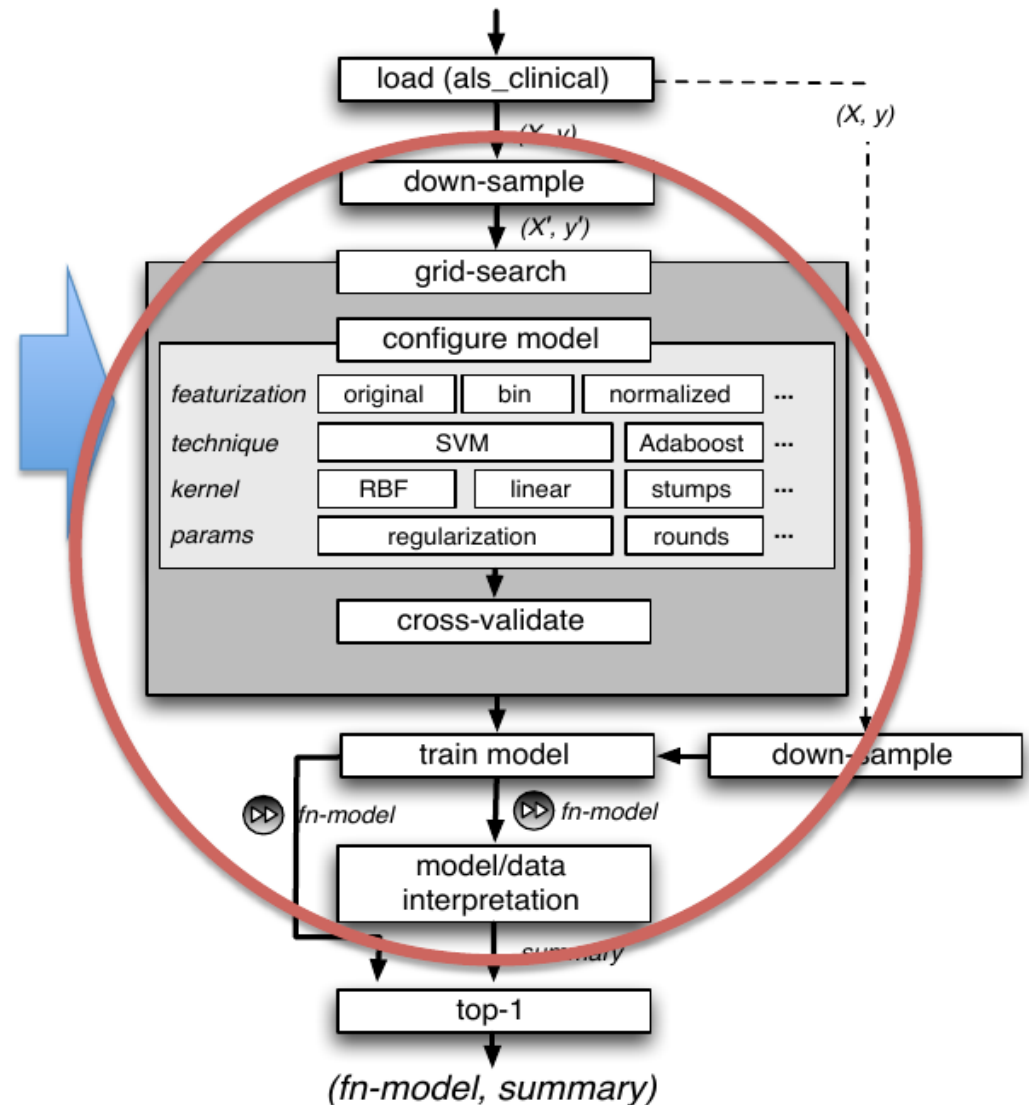 load (als_clinical)
(X, y)
(X, y)
down-sample
(X', y')
grid-search
configure model
featurization original bin normalized ...
technique SVM Adaboost ...
kernel RBF linear stumps ...
params regularization rounds ...
cross-validate
train model
down-sample
fn-model
fn-model
model/data
interpretation
summary
top-1
(fn-model, summary)